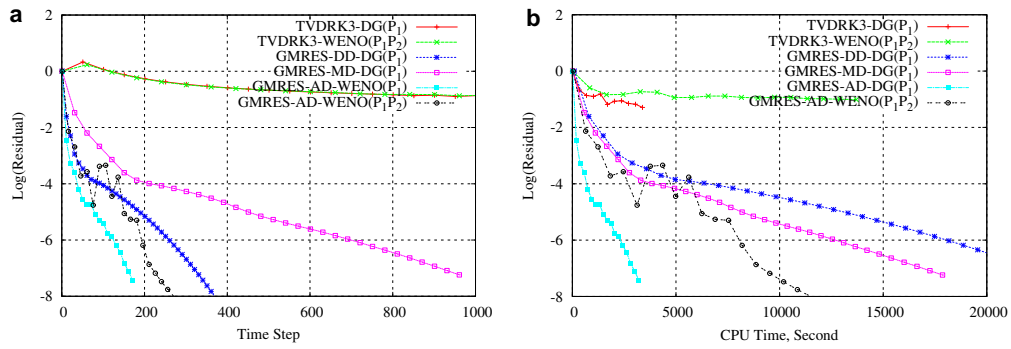 a
TVDRK3-DG(P₁)
TVDRK3-WENO(P₁P₂)
GMRES-DD-DG(P₁)
GMRES-MD-DG(P₁)
GMRES-AD-DG(P₁)
GMRES-AD-WENO(P₁P₂)
2
0
-2
-4
-6
-8
Log(Residual)
0
200
400
600
800
1000
Time Step
b
TVDRK3-DG(P₁)
TVDRK3-WENO(P₁P₂)
GMRES-DD-DG(P₁)
GMRES-MD-DG(P₁)
GMRES-AD-DG(P₁)
GMRES-AD-WENO(P₁P₂)
2
0
-2
-4
-6
-8
Log(Residual)
0
5000
10000
15000
20000
CPU Time, Second